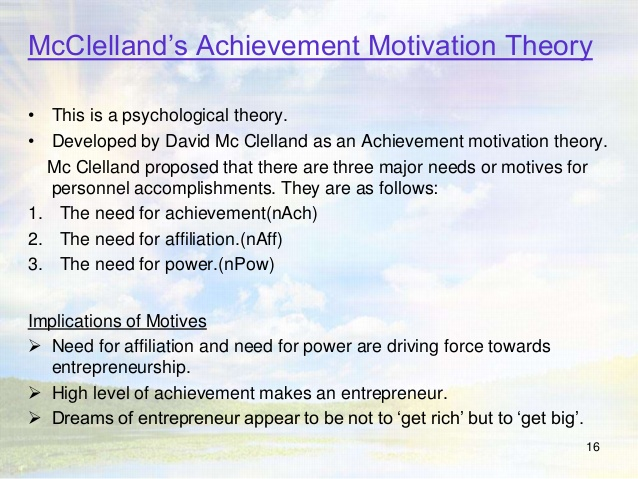 McClelland’s Achievement Motivation Theory
• This is a psychological theory.
• Developed by David Mc Clelland as an Achievement motivation theory.
Mc Clelland proposed that there are three major needs or motives for
personnel accomplishments. They are as follows:
1. The need for achievement(nAch)
2. The need for affiliation.(nAff)
3. The need for power.(nPow)
Implications of Motives
➢ Need for affiliation and need for power are driving force towards
entrepreneurship.
➢ High level of achievement makes an entrepreneur.
➢ Dreams of entrepreneur appear to be not to ‘get rich’ but to ‘get big’.
16